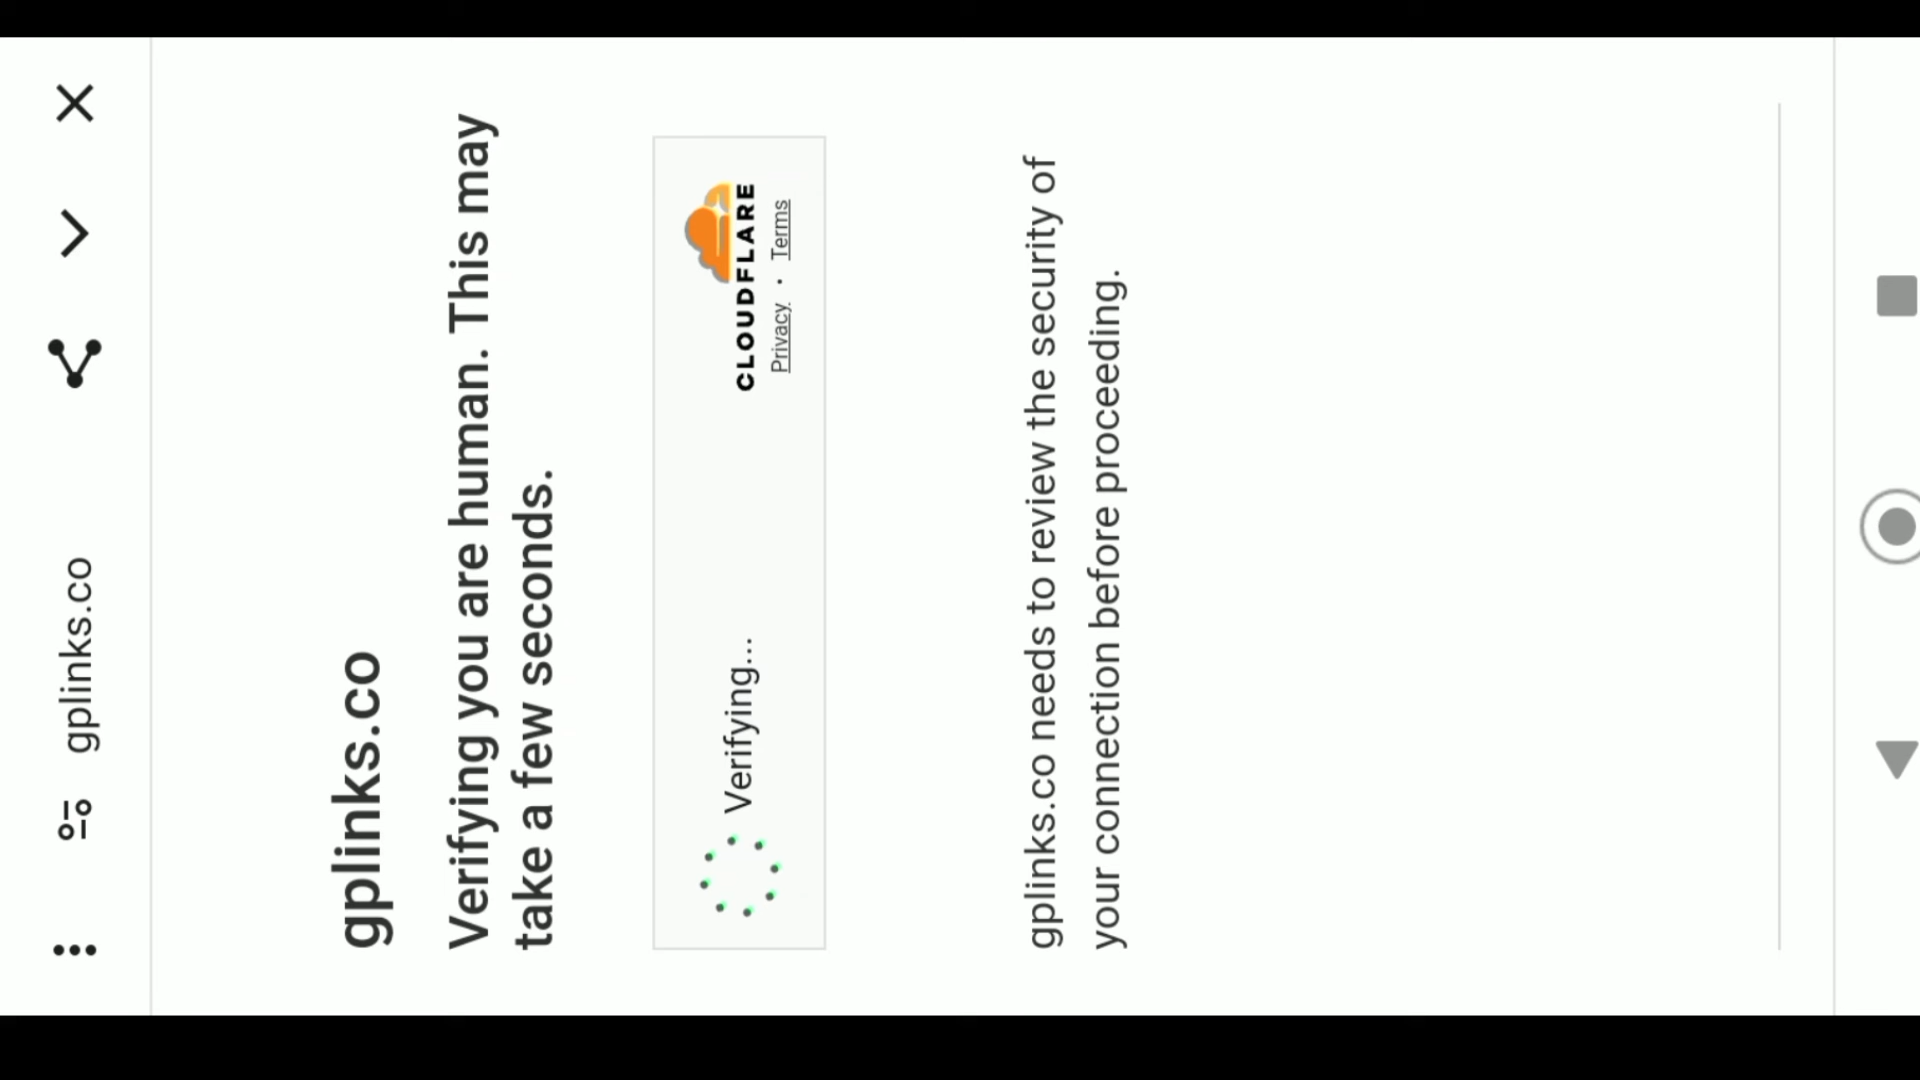 gplinks.co
gplinks.co
Verifying you are human. This may
take a few seconds.
Verifying...
CLOUDFLARE
Privacy · Terms
gplinks.co needs to review the security of
your connection before proceeding.